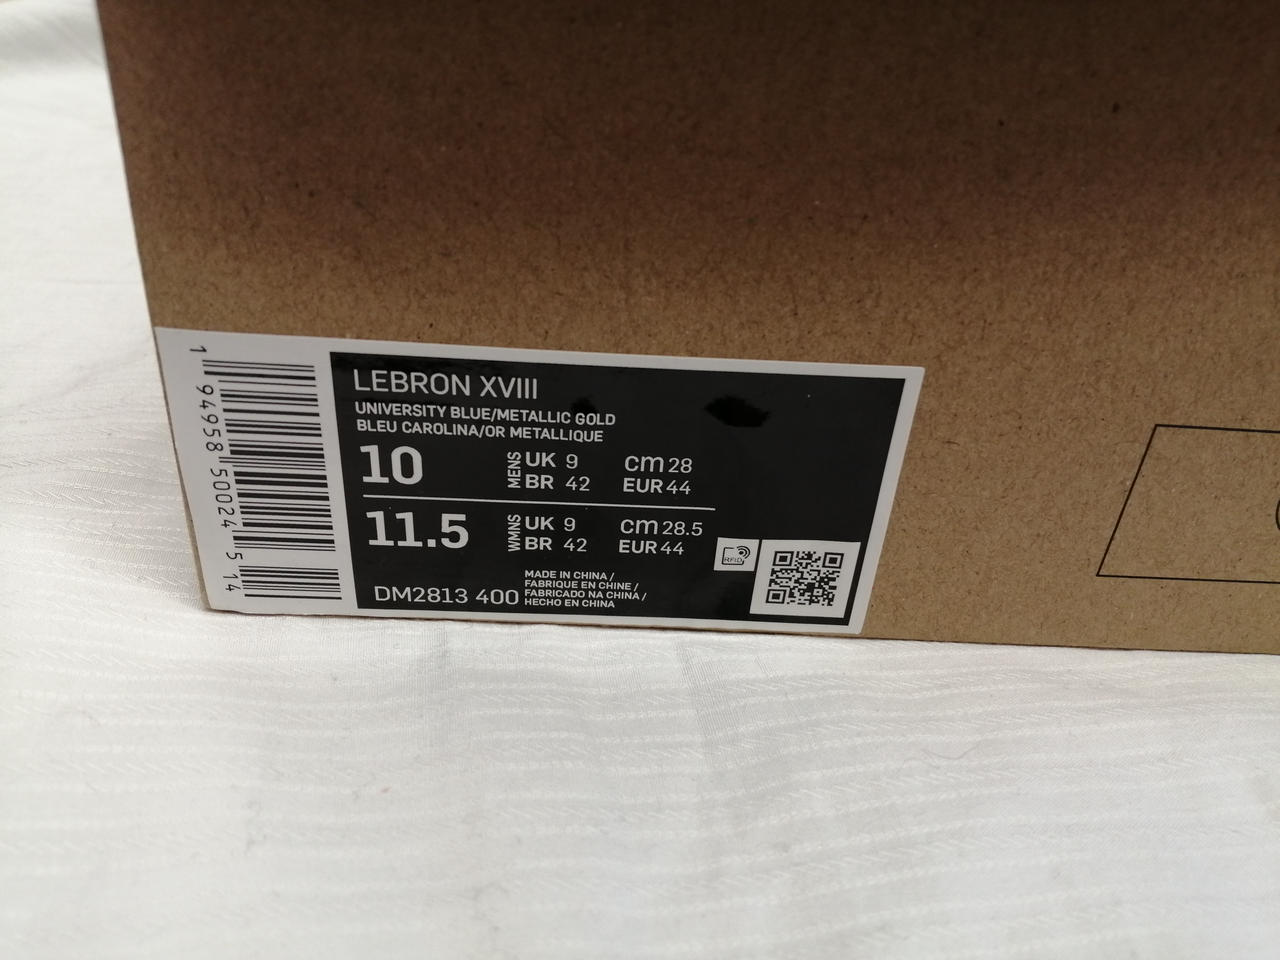 LEBRON XVIII
UNIVERSITY BLUE/METALLIC GOLD
BLEU CAROLINA/OR METALLIQUE
10 MENS UK 9 cm 28
BR 42 EUR 44
11.5 WMNS UK 9 cm 28.5
BR 42 EUR 44
RFID
DM2813 400
MADE IN CHINA /
FABRIQUE EN CHINE /
FABRICADO NA CHINA /
HECHO EN CHINA
1 94958 50024 5 14